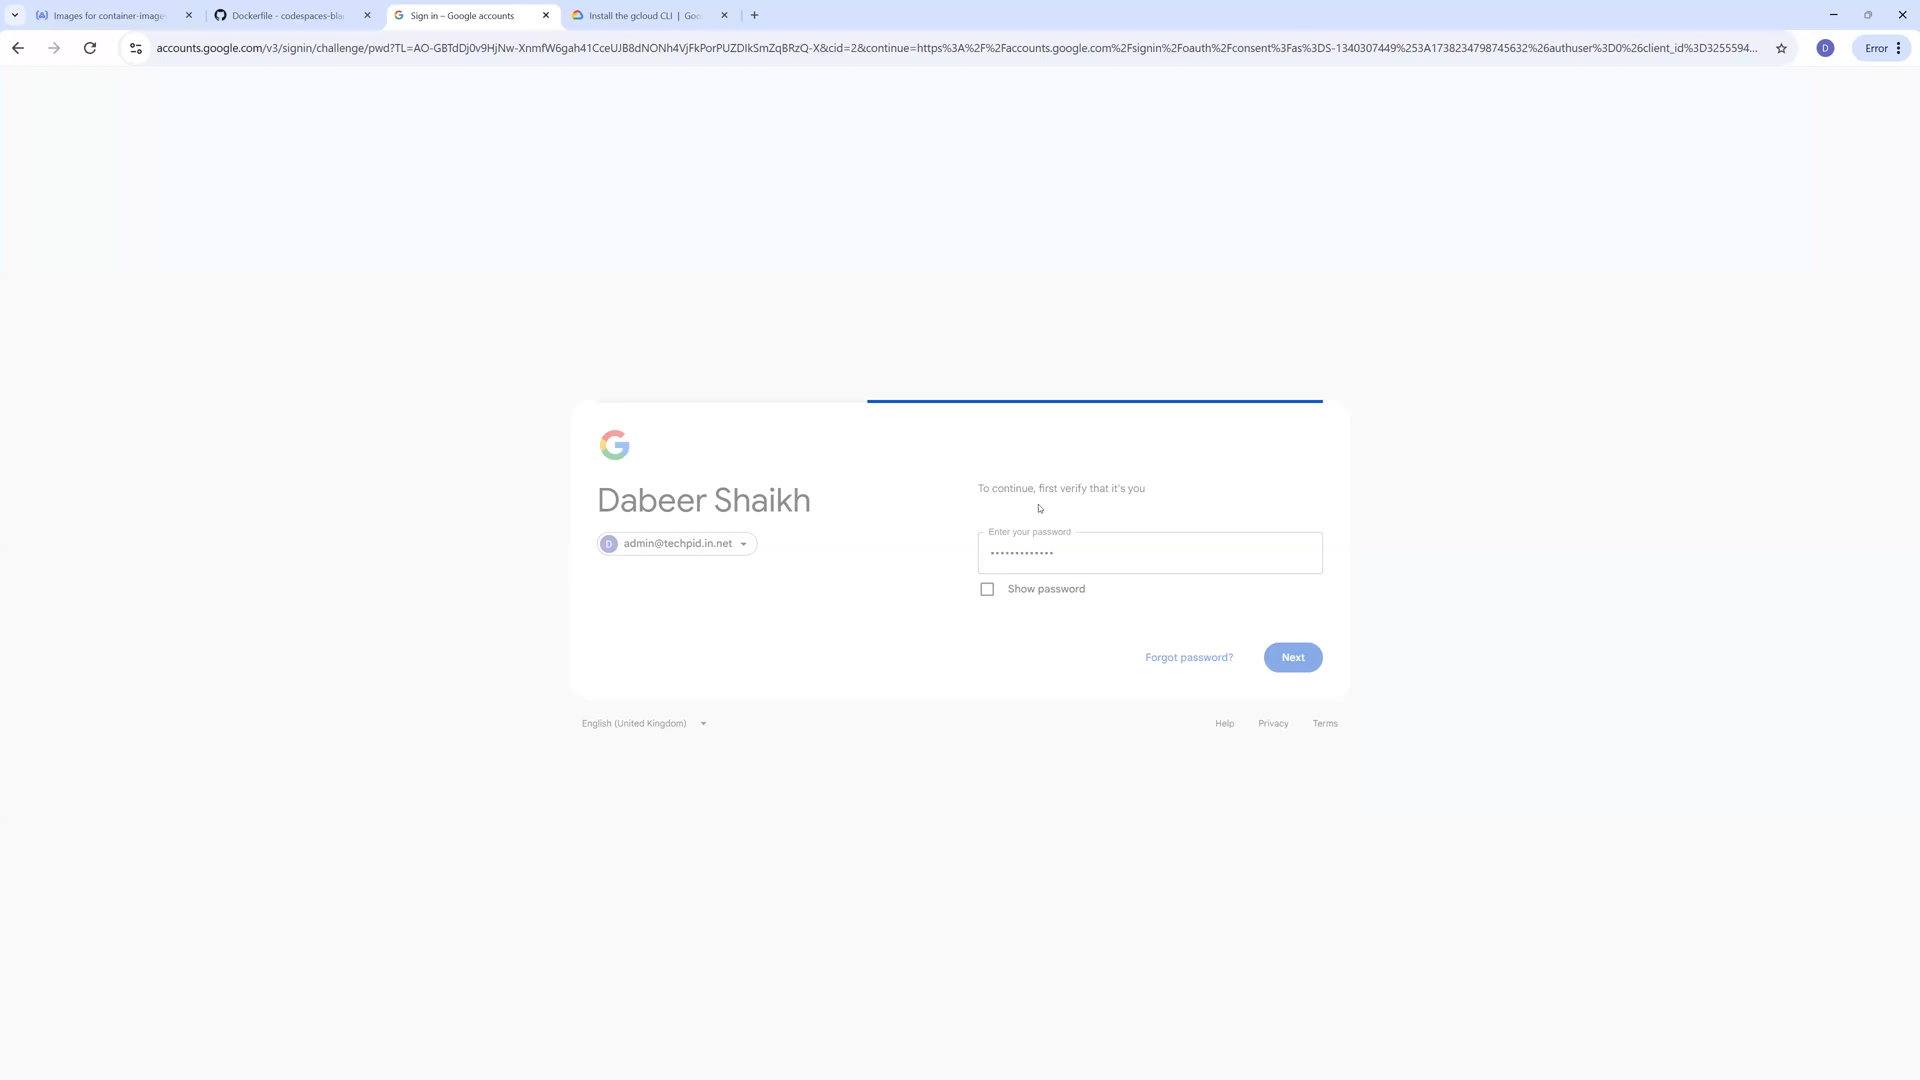 Images for container-image
Dockerfile - codespaces-bla
Sign in – Google accounts
Install the gcloud CLI | Goo
accounts.google.com/v3/signin/challenge/pwd?TL=AO-GBTdDj0v9HjNw-XnmfW6gah41CceUJB8dNONh4VjFkPorPUZDIkSmZqBRzQ-X&cid=2&continue=https%3A%2F%2Faccounts.google.com%2Fsignin%2Foauth%2Fconsent%3Fas%3DS-1340307449%253A1738234798745632%26authuser%3D0%26client_id%3D3255594...
D
Error
Dabeer Shaikh
D
admin@techpid.in.net
To continue, first verify that it's you
Enter your password
•••••••••••••
Show password
Forgot password?
Next
English (United Kingdom)
Help
Privacy
Terms